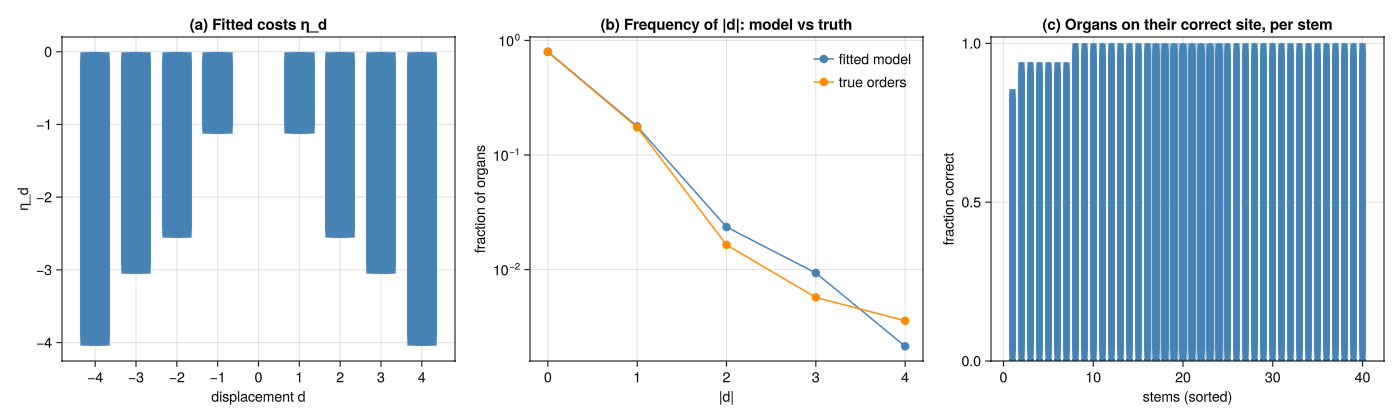 (a) Fitted costs η_d
0
−1
−2
−3
−4
η_d
−4 −3 −2 −1 0 1 2 3 4
displacement d
(b) Frequency of |d|: model vs truth
10⁰
10⁻¹
10⁻²
fraction of organs
fitted model
true orders
0 1 2 3 4
|d|
(c) Organs on their correct site, per stem
1.0
0.5
0.0
fraction correct
0 10 20 30 40
stems (sorted)